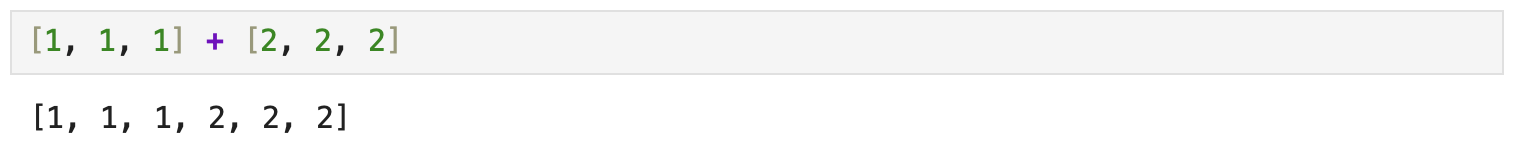 [1, 1, 1] + [2, 2, 2]
[1, 1, 1, 2, 2, 2]